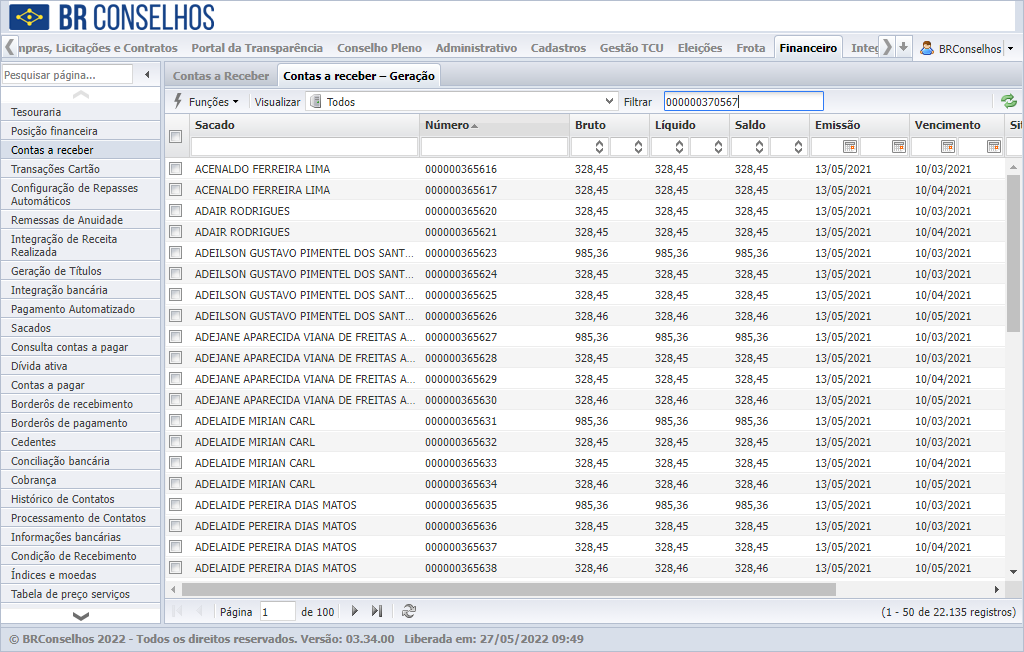 BR CONSELHOS
mpras, Licitações e Contratos Portal da Transparência Conselho Pleno Administrativo Cadastros Gestão TCU Eleições Frota Financeiro Integ BRConselhos
Pesquisar página...
Contas a Receber Contas a receber – Geração
Funções Visualizar Todos Filtrar 000000370567
Tesouraria
Posição financeira
Contas a receber
Transações Cartão
Configuração de Repasses
Automáticos
Remessas de Anuidade
Integração de Receita
Realizada
Geração de Títulos
Integração bancária
Pagamento Automatizado
Sacados
Consulta contas a pagar
Dívida ativa
Contas a pagar
Borderôs de recebimento
Borderôs de pagamento
Cedentes
Conciliação bancária
Cobrança
Histórico de Contatos
Processamento de Contatos
Informações bancárias
Condição de Recebimento
Índices e moedas
Tabela de preço serviços
Sacado Número Bruto Líquido Saldo Emissão Vencimento Sit
ACENALDO FERREIRA LIMA 000000365616 328,45 328,45 328,45 13/05/2021 10/03/2021
ACENALDO FERREIRA LIMA 000000365617 328,45 328,45 328,45 13/05/2021 10/04/2021
ADAIR RODRIGUES 000000365620 328,45 328,45 328,45 13/05/2021 10/03/2021
ADAIR RODRIGUES 000000365621 328,45 328,45 328,45 13/05/2021 10/04/2021
ADEILSON GUSTAVO PIMENTEL DOS SANT... 000000365623 985,36 985,36 985,36 13/05/2021 10/03/2021
ADEILSON GUSTAVO PIMENTEL DOS SANT... 000000365624 328,45 328,45 328,45 13/05/2021 10/03/2021
ADEILSON GUSTAVO PIMENTEL DOS SANT... 000000365625 328,45 328,45 328,45 13/05/2021 10/04/2021
ADEILSON GUSTAVO PIMENTEL DOS SANT... 000000365626 328,46 328,46 328,46 13/05/2021 10/05/2021
ADEJANE APARECIDA VIANA DE FREITAS A... 000000365627 985,36 985,36 985,36 13/05/2021 10/03/2021
ADEJANE APARECIDA VIANA DE FREITAS A... 000000365628 328,45 328,45 328,45 13/05/2021 10/03/2021
ADEJANE APARECIDA VIANA DE FREITAS A... 000000365629 328,45 328,45 328,45 13/05/2021 10/04/2021
ADEJANE APARECIDA VIANA DE FREITAS A... 000000365630 328,46 328,46 328,46 13/05/2021 10/05/2021
ADELAIDE MIRIAN CARL 000000365631 985,36 985,36 985,36 13/05/2021 10/03/2021
ADELAIDE MIRIAN CARL 000000365632 328,45 328,45 328,45 13/05/2021 10/03/2021
ADELAIDE MIRIAN CARL 000000365633 328,45 328,45 328,45 13/05/2021 10/04/2021
ADELAIDE MIRIAN CARL 000000365634 328,46 328,46 328,46 13/05/2021 10/05/2021
ADELAIDE PEREIRA DIAS MATOS 000000365635 985,36 985,36 985,36 13/05/2021 10/03/2021
ADELAIDE PEREIRA DIAS MATOS 000000365636 328,45 328,45 328,45 13/05/2021 10/03/2021
ADELAIDE PEREIRA DIAS MATOS 000000365637 328,45 328,45 328,45 13/05/2021 10/04/2021
ADELAIDE PEREIRA DIAS MATOS 000000365638 328,46 328,46 328,46 13/05/2021 10/05/2021
Página 1 de 100 (1 - 50 de 22.135 registros)
© BRConselhos 2022 - Todos os direitos reservados. Versão: 03.34.00 Liberada em: 27/05/2022 09:49